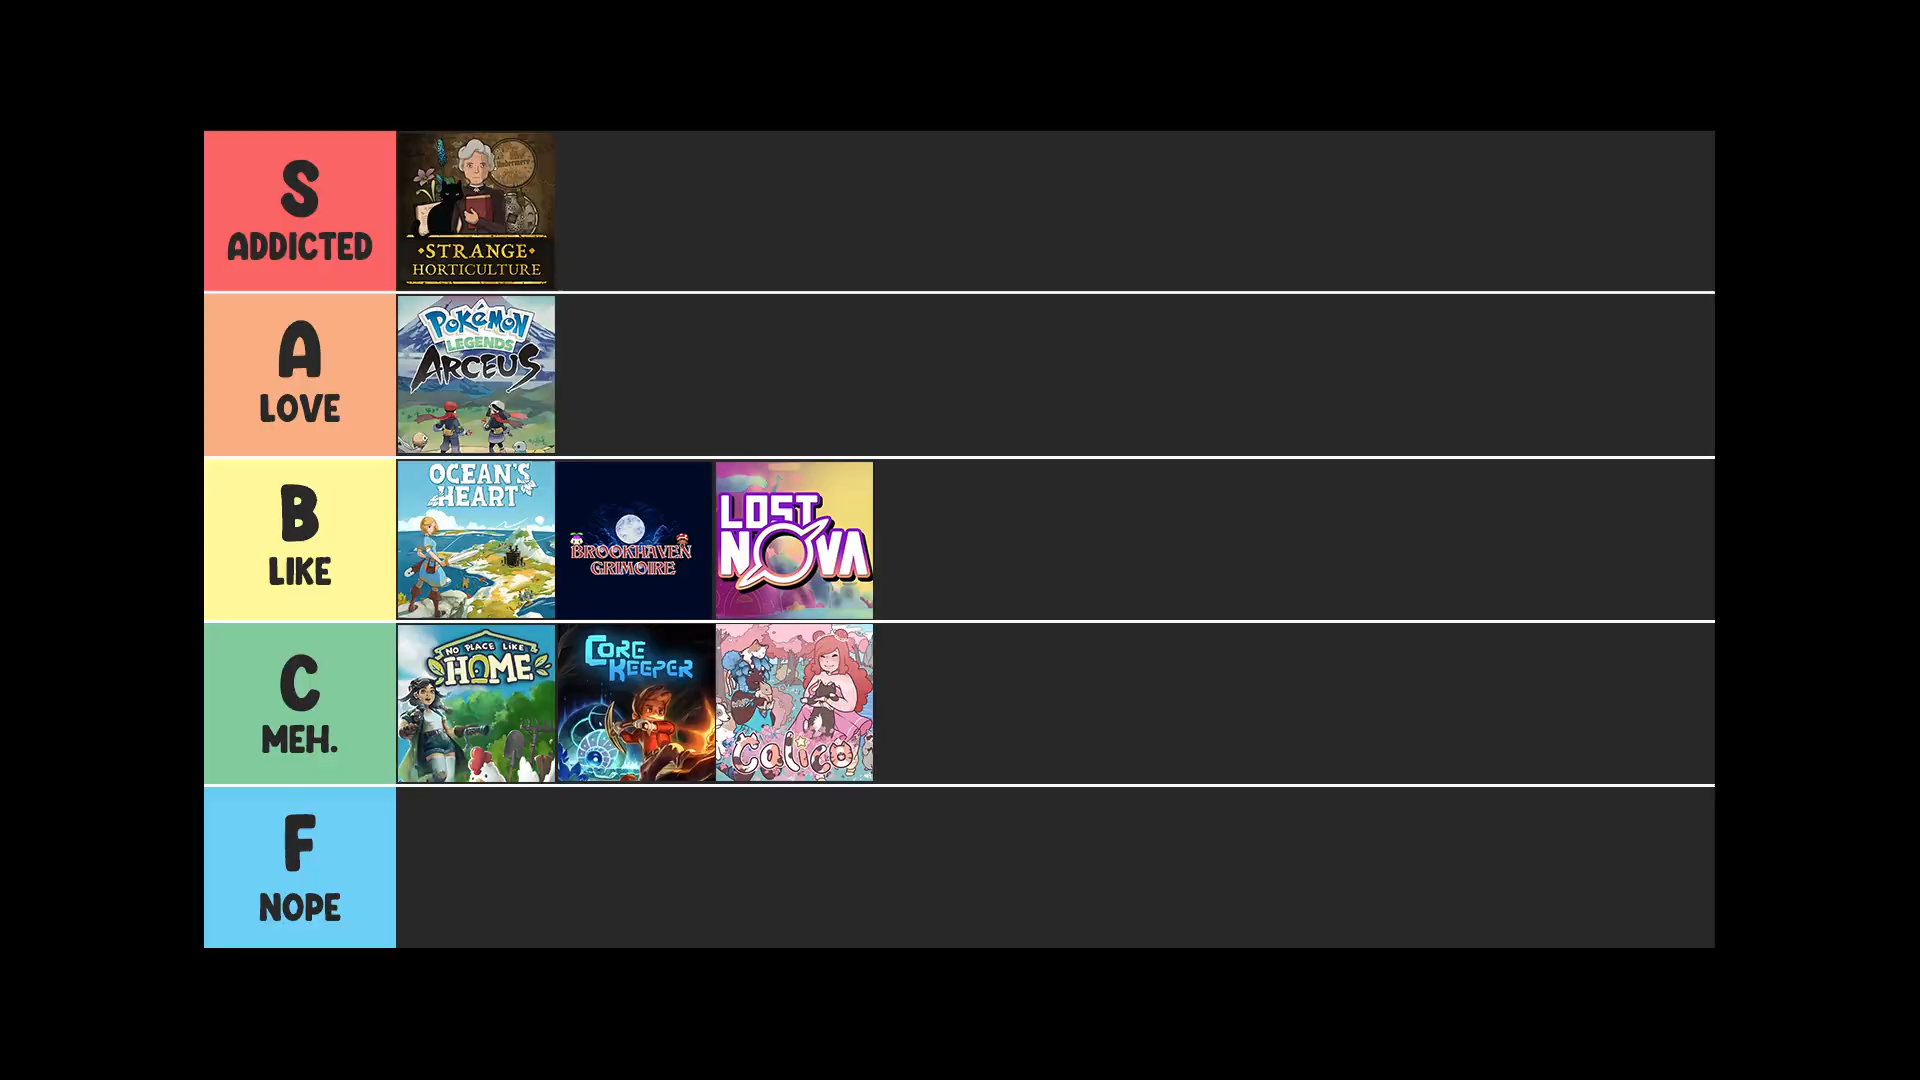 S
ADDICTED
STRANGE
HORTICULTURE
A
LOVE
POKéMON
LEGENDS
ARCEUS
B
LIKE
OCEAN'S
HEART
BROOKHAVEN
GRIMOIRE
LOST
NOVA
C
MEH.
NO PLACE LIKE
HOME
CORE
KEEPER
Calico
F
NOPE